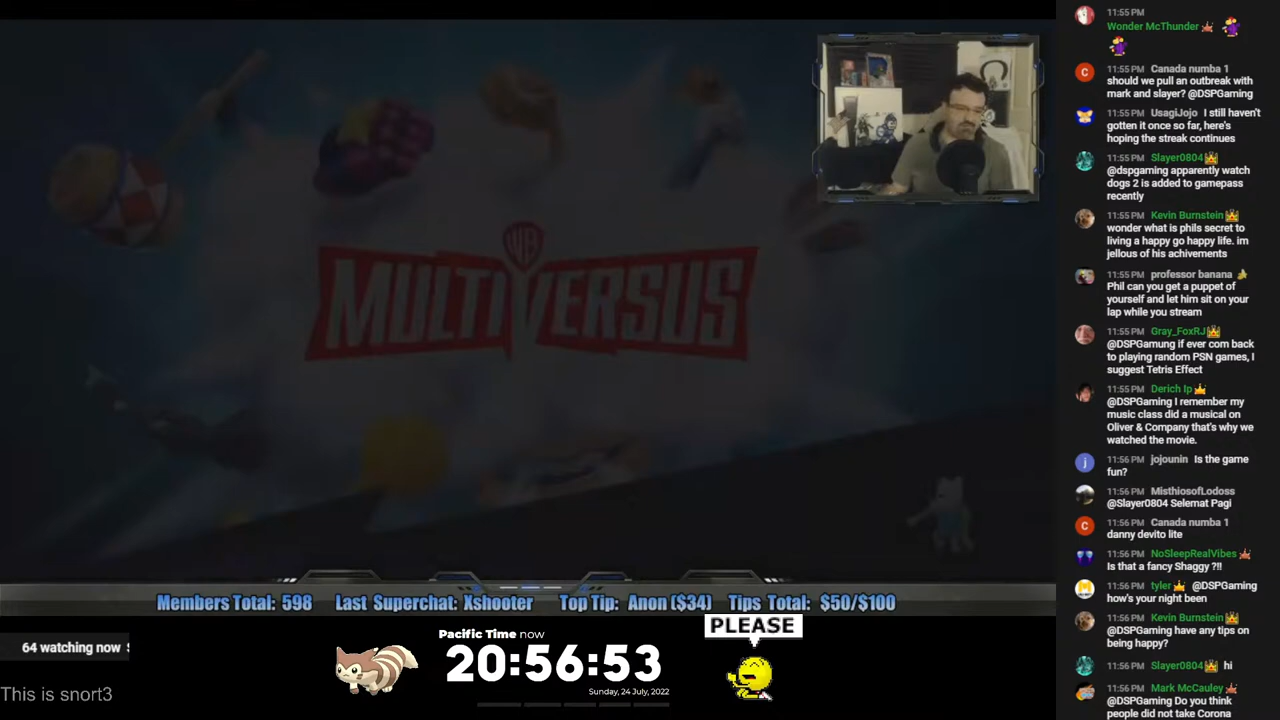 WB
MULTIVERSUS
Members Total: 598 Last Superchat: Xshooter Top Tip: Anon ($34) Tips Total: $50/$100
64 watching now
Pacific Time now
20:56:53
Sunday, 24 July, 2022
PLEASE
This is snort3
11:55 PM
Wonder McThunder
11:55 PM Canada numba 1
should we pull an outbreak with
mark and slayer? @DSPGaming
11:55 PM UsagiJojo I still haven't
gotten it once so far, here's
hoping the streak continues
11:55 PM Slayer0804
@dspgaming apparently watch
dogs 2 is added to gamepass
recently
11:55 PM Kevin Burnstein
wonder what is phils secret to
living a happy go happy life. im
jellous of his achivements
11:55 PM professor banana
Phil can you get a puppet of
yourself and let him sit on your
lap while you stream
11:55 PM Gray_FoxRJ
@DSPGamung if ever com back
to playing random PSN games, I
suggest Tetris Effect
11:55 PM Derich Ip
@DSPGaming I remember my
music class did a musical on
Oliver & Company that's why we
watched the movie.
11:56 PM jojounin Is the game
fun?
11:56 PM MisthiosofLodoss
@Slayer0804 Selemat Pagi
11:56 PM Canada numba 1
danny devito lite
11:56 PM NoSleepRealVibes
Is that a fancy Shaggy ?!!
11:56 PM tyler @DSPGaming
how's your night been
11:56 PM Kevin Burnstein
@DSPGaming have any tips on
being happy?
11:56 PM Slayer0804 hi
11:56 PM Mark McCauley
@DSPGaming Do you think
people did not take Corona